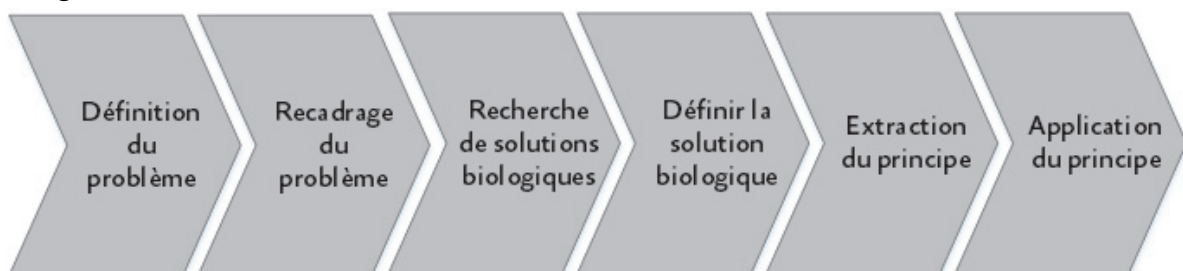 Définition
du
problème
Recadrage
du
problème
Recherche
de solutions
biologiques
Définir la
solution
biologique
Extraction
du principe
Application
du principe